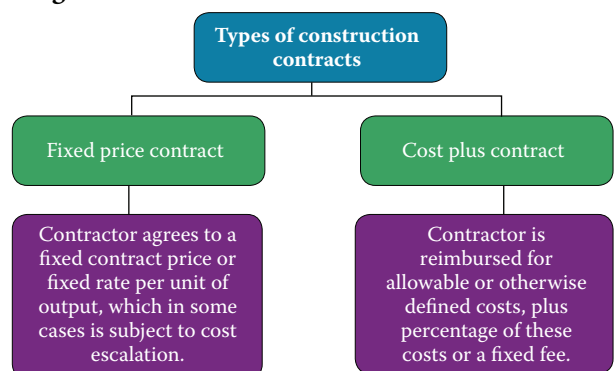 Types of construction
contracts
Fixed price contract
Cost plus contract
Contractor agrees to a
fixed contract price or
fixed rate per unit of
output, which in some
cases is subject to cost
escalation.
Contractor is
reimbursed for
allowable or otherwise
defined costs, plus
percentage of these
costs or a fixed fee.